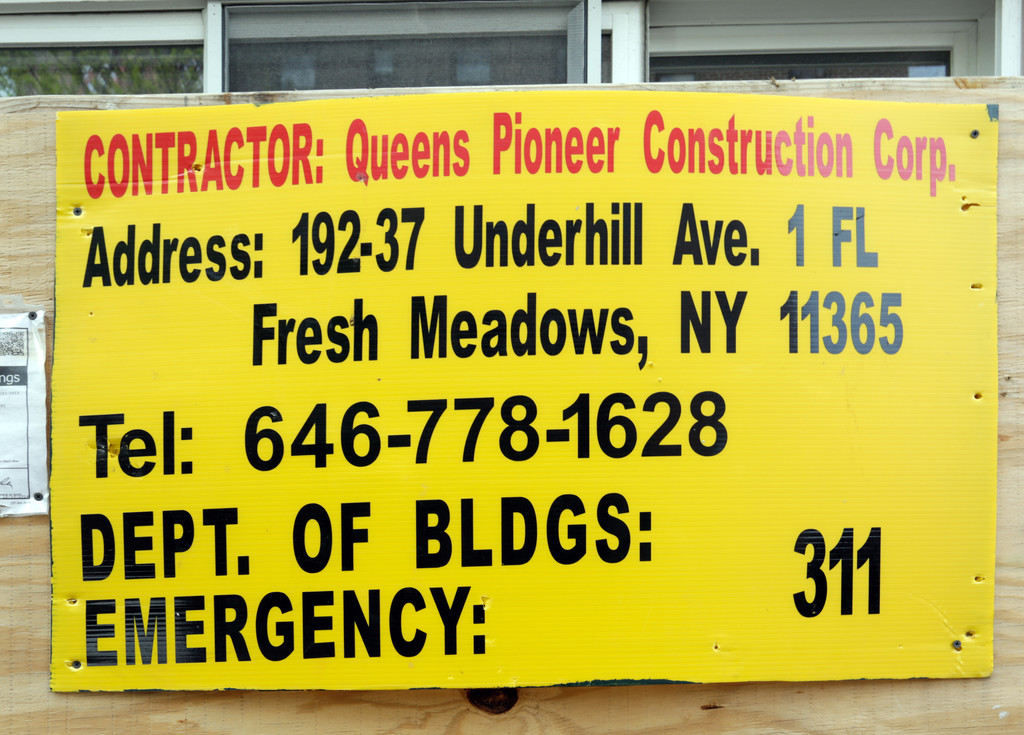 CONTRACTOR: Queens Pioneer Construction Corp.
Address: 192-37 Underhill Ave. 1 FL
Fresh Meadows, NY 11365
Tel: 646-778-1628
DEPT. OF BLDGS:
311
EMERGENCY:
ngs